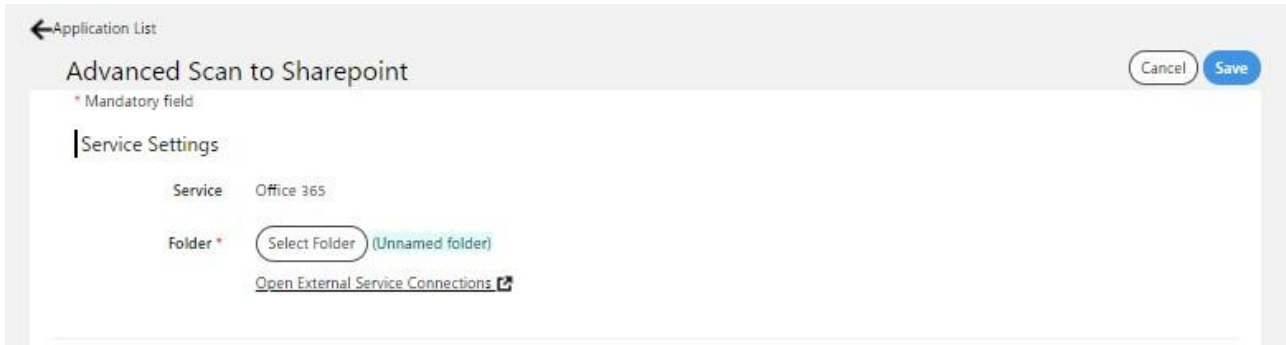 Application List
Advanced Scan to Sharepoint
Cancel
Save
* Mandatory field
Service Settings
Service Office 365
Folder * Select Folder (Unnamed folder)
Open External Service Connections